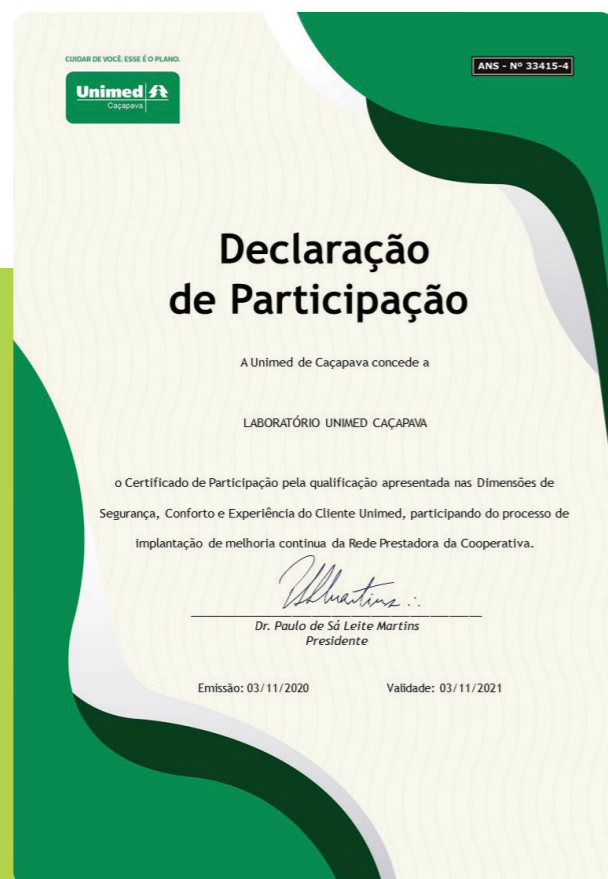 CUIDAR DE VOCÊ. ESSE É O PLANO.
ANS - Nº 33415-4
Unimed
Caçapava
Declaração
de Participação
A Unimed de Caçapava concede a
LABORATÓRIO UNIMED CAÇAPAVA
o Certificado de Participação pela qualificação apresentada nas Dimensões de
Segurança, Conforto e Experiência do Cliente Unimed, participando do processo de
implantação de melhoria continua da Rede Prestadora da Cooperativa.
Dr. Paulo de Sá Leite Martins
Presidente
Emissão: 03/11/2020 Validade: 03/11/2021